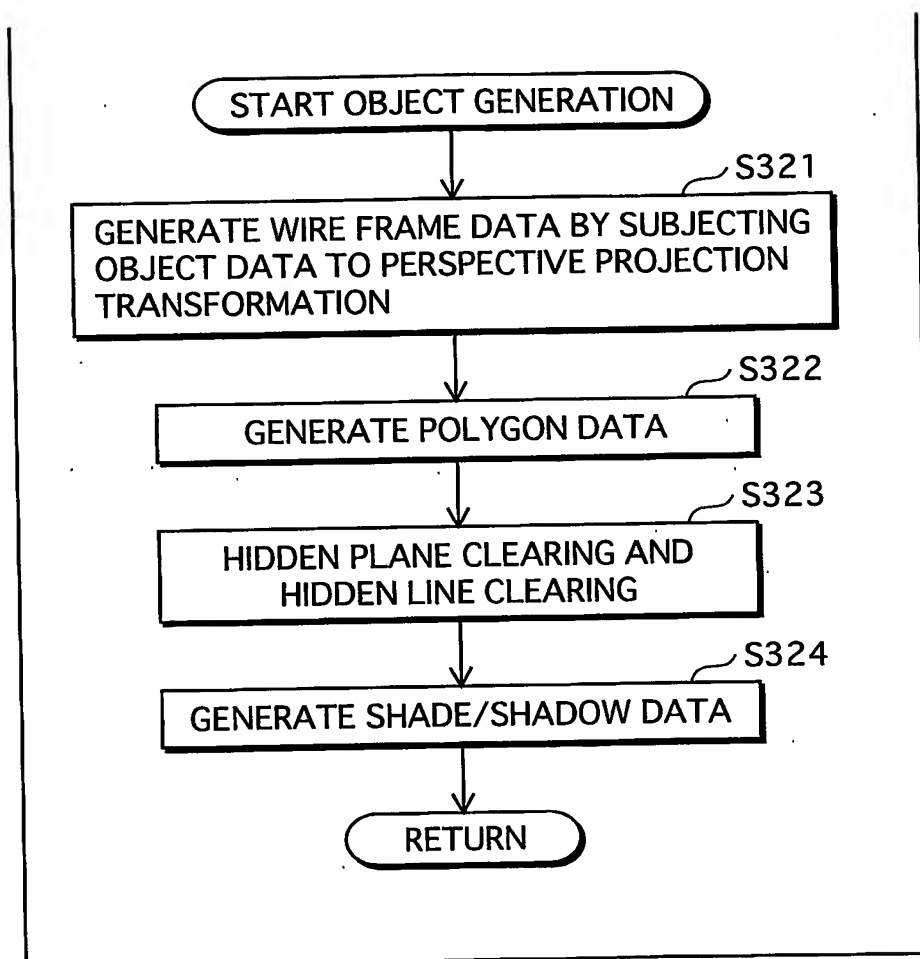 START OBJECT GENERATION
S321
GENERATE WIRE FRAME DATA BY SUBJECTING
OBJECT DATA TO PERSPECTIVE PROJECTION
TRANSFORMATION
S322
GENERATE POLYGON DATA
S323
HIDDEN PLANE CLEARING AND
HIDDEN LINE CLEARING
S324
GENERATE SHADE/SHADOW DATA
RETURN